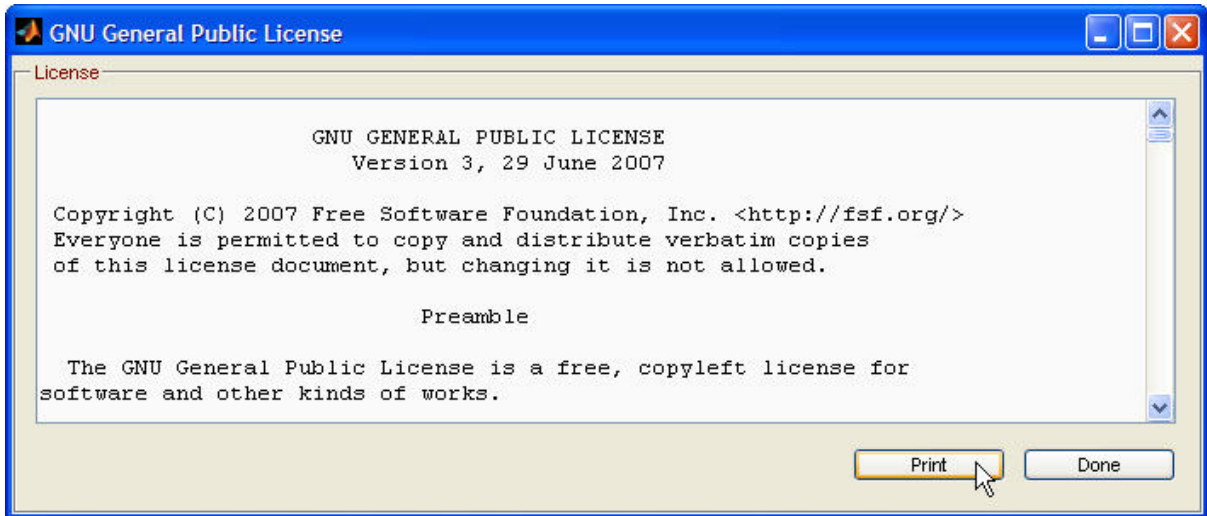 GNU General Public License
License
GNU GENERAL PUBLIC LICENSE
Version 3, 29 June 2007
Copyright (C) 2007 Free Software Foundation, Inc. <http://fsf.org/>
Everyone is permitted to copy and distribute verbatim copies
of this license document, but changing it is not allowed.
Preamble
The GNU General Public License is a free, copyleft license for
software and other kinds of works.
Print Done